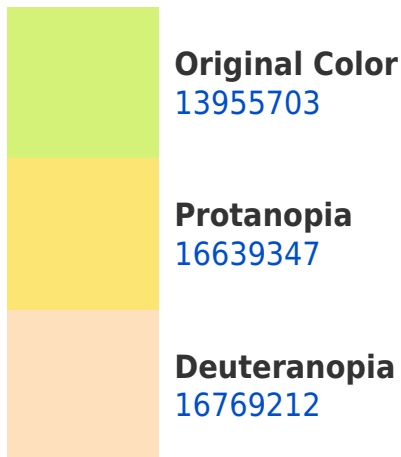 Original Color
13955703
Protanopia
16639347
Deuteranopia
16769212